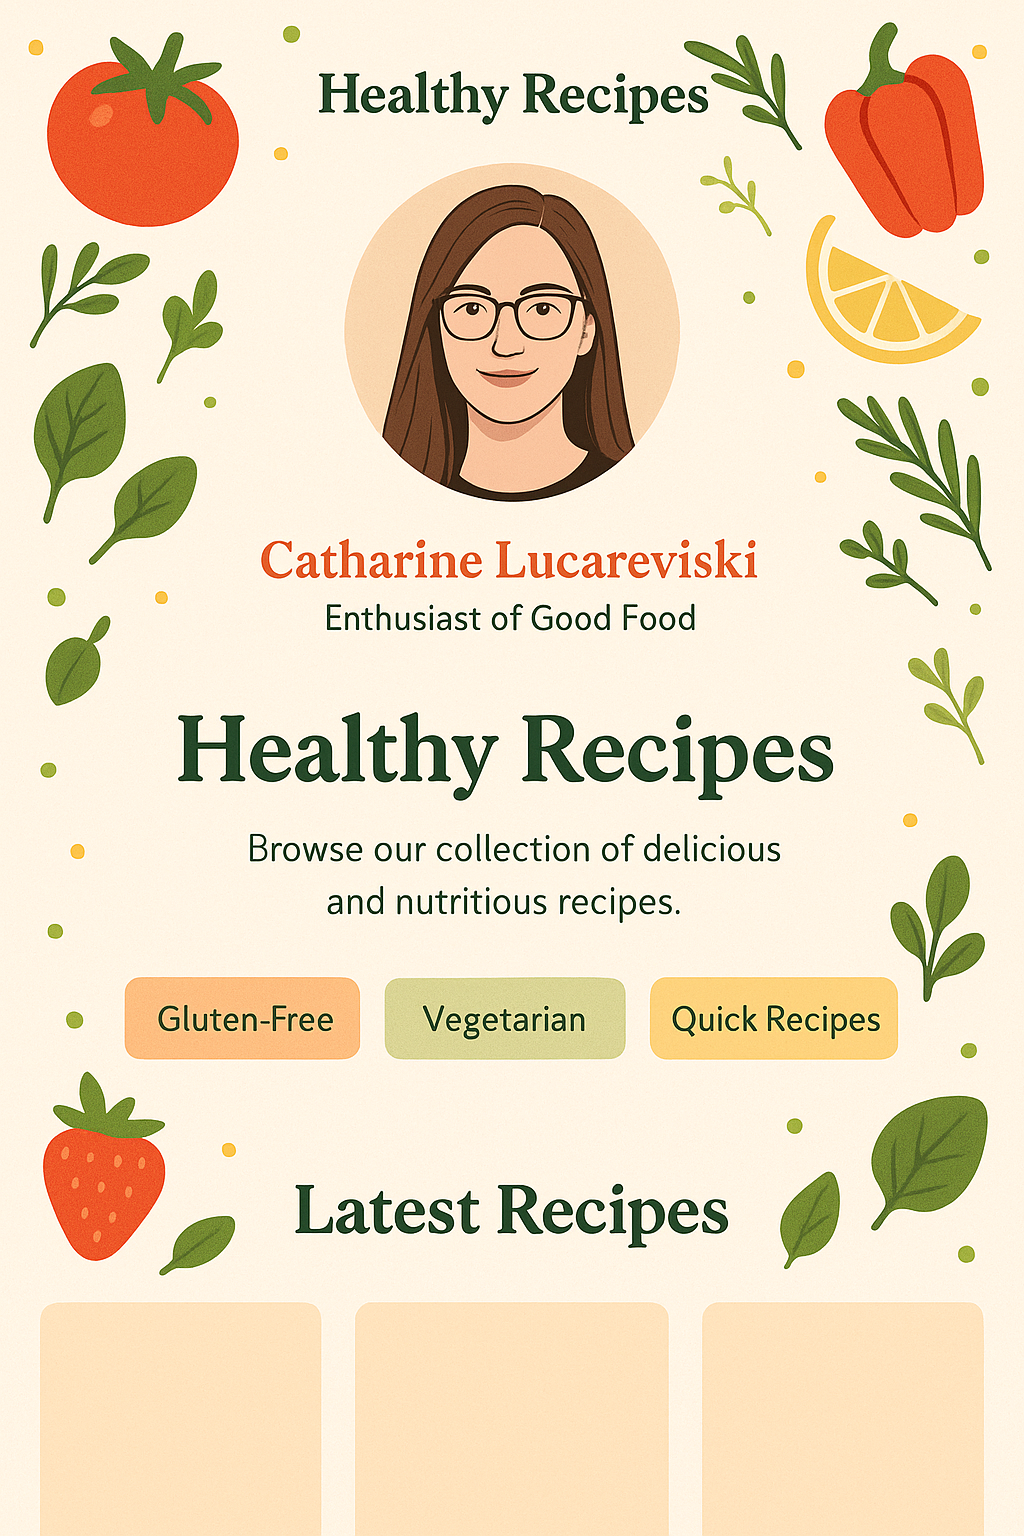 Healthy Recipes
Catharine Lucareviski
Enthusiast of Good Food
Healthy Recipes
Browse our collection of delicious
and nutritious recipes.
Gluten-Free
Vegetarian
Quick Recipes
Latest Recipes